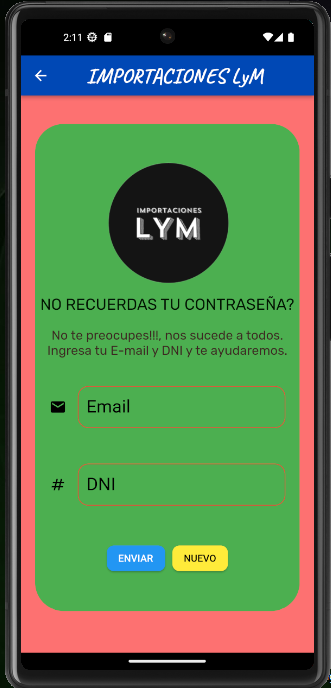 2:11
IMPORTACIONES LyM
IMPORTACIONES
LYM
NO RECUERDAS TU CONTRASEÑA?
No te preocupes!!!, nos sucede a todos.
Ingresa tu E-mail y DNI y te ayudaremos.
Email
# DNI
ENVIAR NUEVO